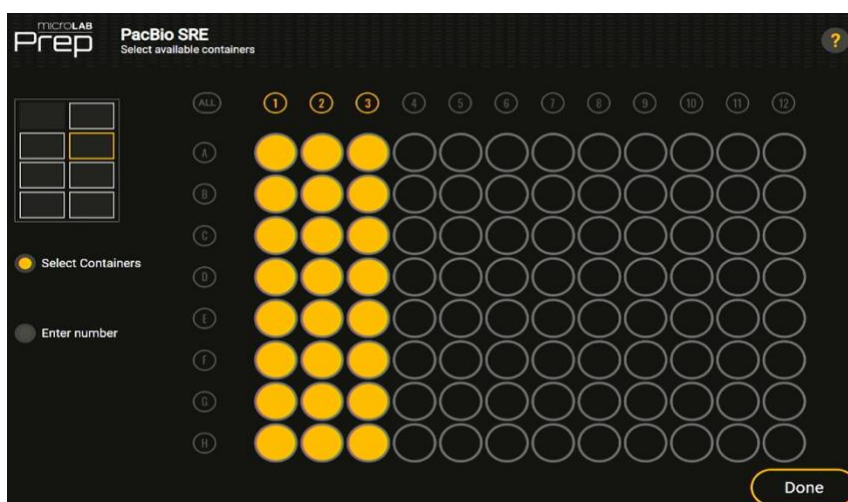 MICROLAB
Prep
PacBio SRE
Select available containers
?
ALL 1 2 3 4 5 6 7 8 9 10 11 12
A
B
C
D
E
F
G
H
Select Containers
Enter number
Done